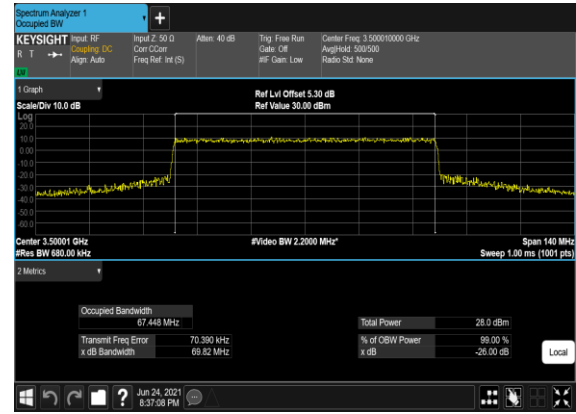 Spectrum Analyzer 1
Occupied BW
KEYSIGHT Input: RF Input Z: 50 Ω Atten: 40 dB Trig: Free Run Center Freq: 3.500010000 GHz
R T Coupling: DC Corr CCorr Gate: Off Avg|Hold: 500/500
Align: Auto Freq Ref: Int (S) #IF Gain: Low Radio Std: None
LU
1 Graph Ref Lvl Offset 5.30 dB
Scale/Div 10.0 dB Ref Value 30.00 dBm
Log
20.0
10.0
0.00
-10.0
-20.0
-30.0
-40.0
-50.0
-60.0
Center 3.50001 GHz #Video BW 2.2000 MHz* Span 140 MHz
#Res BW 680.00 kHz Sweep 1.00 ms (1001 pts)
2 Metrics
Occupied Bandwidth
67.448 MHz Total Power 28.0 dBm
Transmit Freq Error 70.390 kHz % of OBW Power 99.00 %
x dB Bandwidth 69.82 MHz x dB -26.00 dB
Local
? Jun 24, 2021
8:37:08 PM